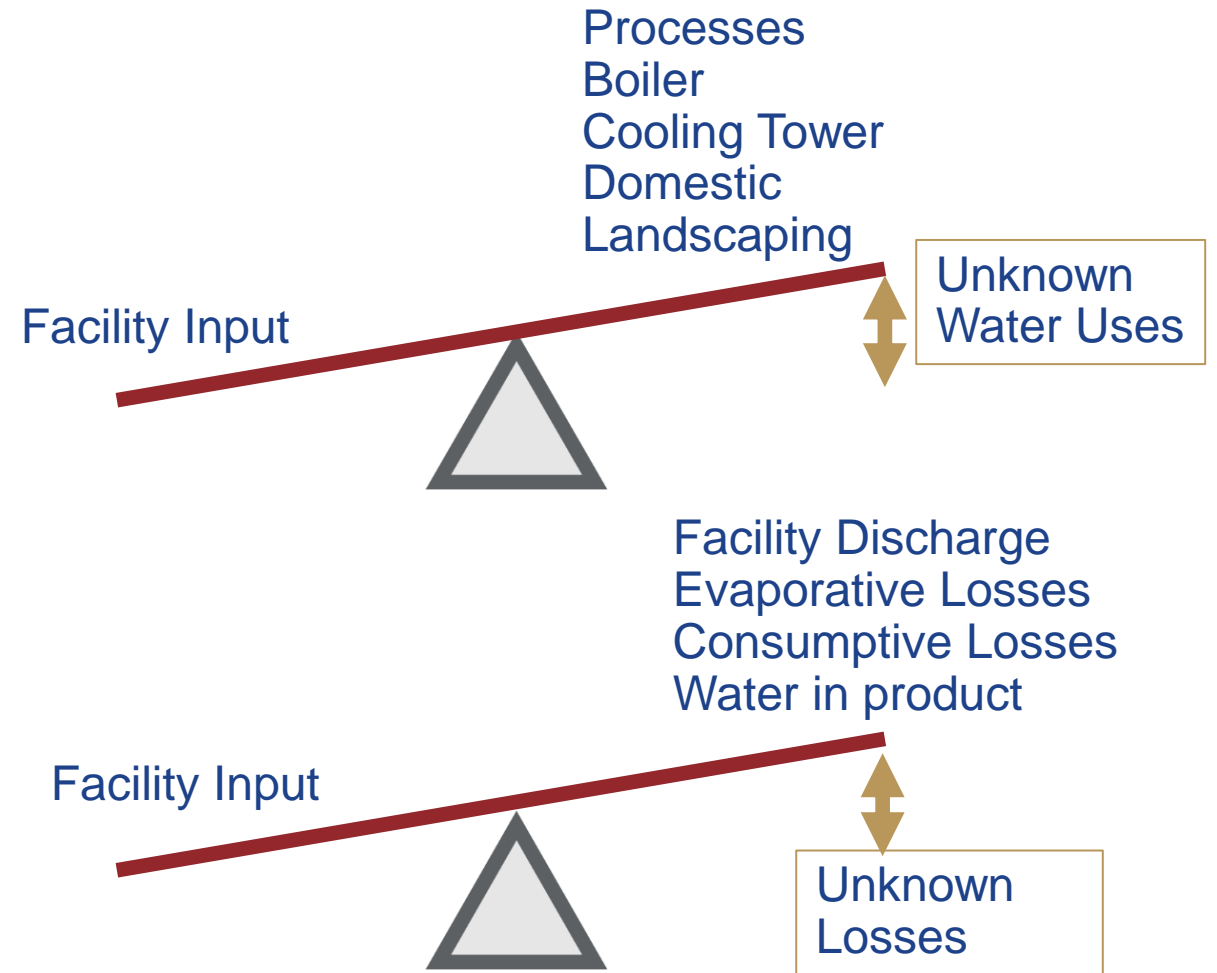 Processes
Boiler
Cooling Tower
Domestic
Landscaping
Facility Input
Unknown
Water Uses
Facility Discharge
Evaporative Losses
Consumptive Losses
Water in product
Facility Input
Unknown
Losses